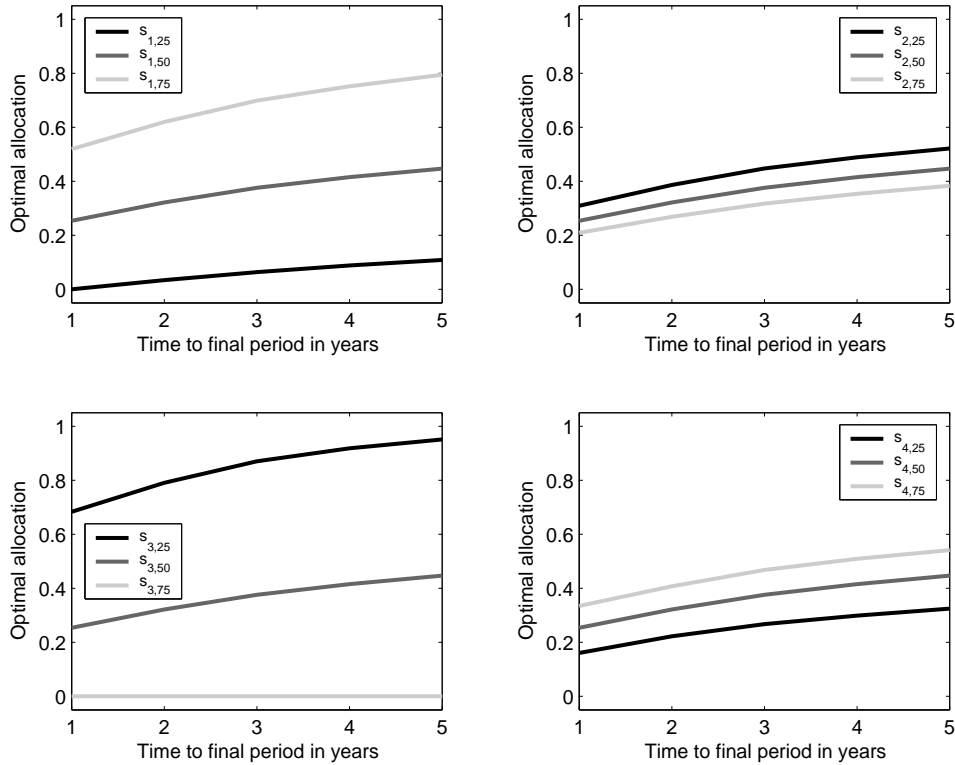 1
0.8
0.6
0.4
0.2
0
Optimal allocation
s1,25
s1,50
s1,75
1 2 3 4 5
Time to final period in years
1
0.8
0.6
0.4
0.2
0
Optimal allocation
s2,25
s2,50
s2,75
1 2 3 4 5
Time to final period in years
1
0.8
0.6
0.4
0.2
0
Optimal allocation
s3,25
s3,50
s3,75
1 2 3 4 5
Time to final period in years
1
0.8
0.6
0.4
0.2
0
Optimal allocation
s4,25
s4,50
s4,75
1 2 3 4 5
Time to final period in years